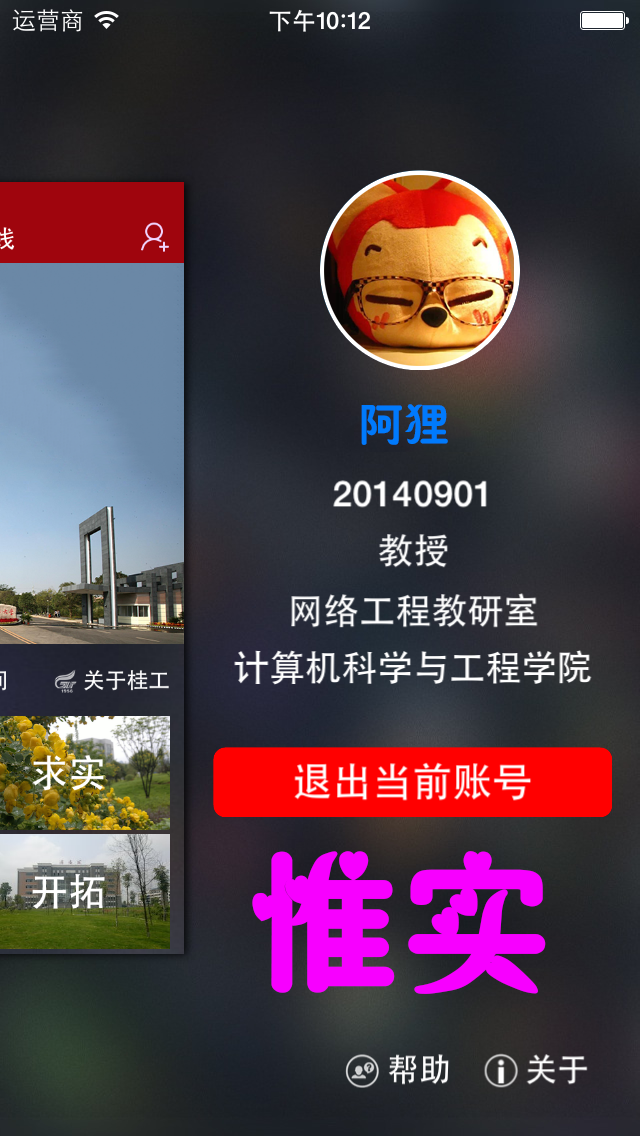 运营商 下午10:12
线
阿狸
20140901
教授
网络工程教研室
计算机科学与工程学院
关于桂工
求实
开拓
退出当前账号
惟实
帮助 关于